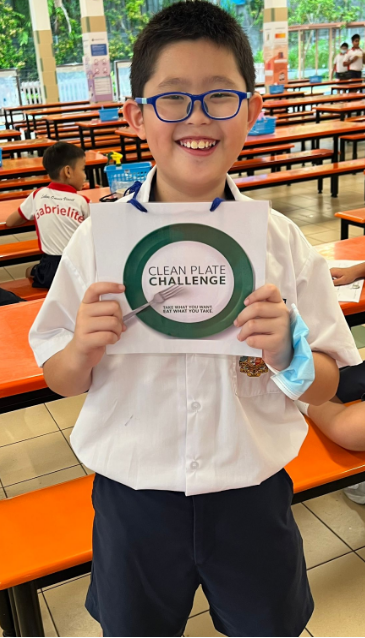 Gabrielite
CLEAN PLATE
CHALLENGE
TAKE WHAT YOU WANT.
EAT WHAT YOU TAKE.